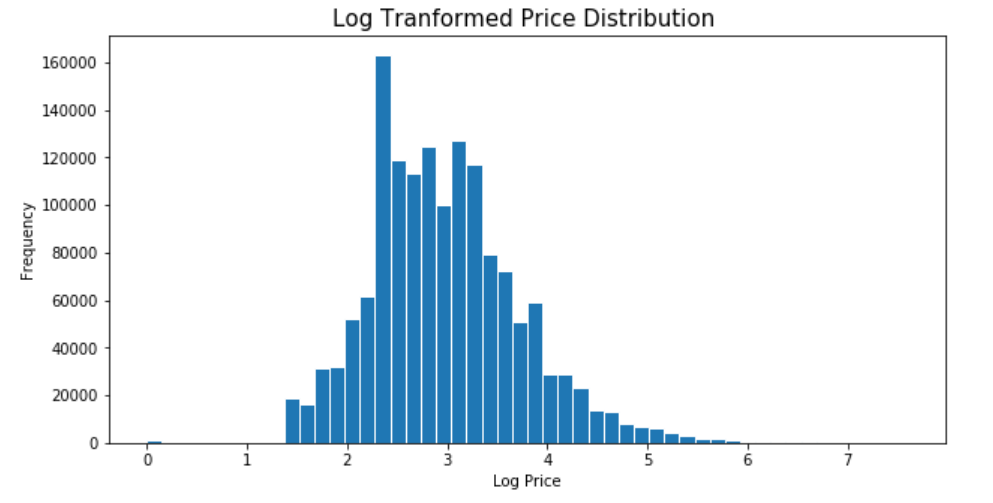 Log Tranformed Price Distribution
160000
140000
120000
100000
80000
60000
40000
20000
0
Frequency
0 1 2 3 4 5 6 7
Log Price